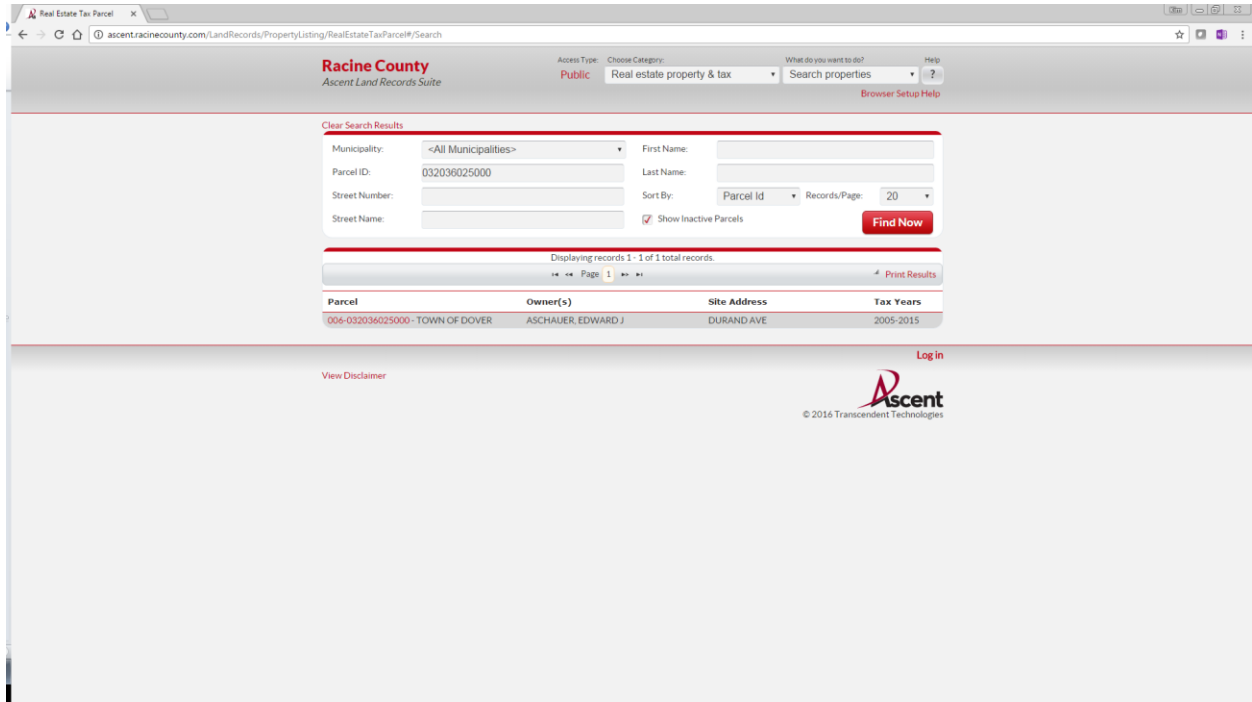 Real Estate Tax Parcel
ascent.racinecounty.com/LandRecords/PropertyListing/RealEstateTaxParcel#/Search
Racine County
Ascent Land Records Suite
Access Type: Choose Category: What do you want to do? Help
Public Real estate property & tax Search properties ?
Browser Setup Help
Clear Search Results
Municipality: <All Municipalities> First Name:
Parcel ID: 032036025000 Last Name:
Street Number: Sort By: Parcel Id Records/Page: 20
Street Name: Show Inactive Parcels Find Now
Displaying records 1 - 1 of 1 total records.
Page 1 Print Results
Parcel Owner(s) Site Address Tax Years
006-032036025000 - TOWN OF DOVER ASCHAUER, EDWARD J DURAND AVE 2005-2015
Log in
View Disclaimer
Ascent
© 2016 Transcendent Technologies